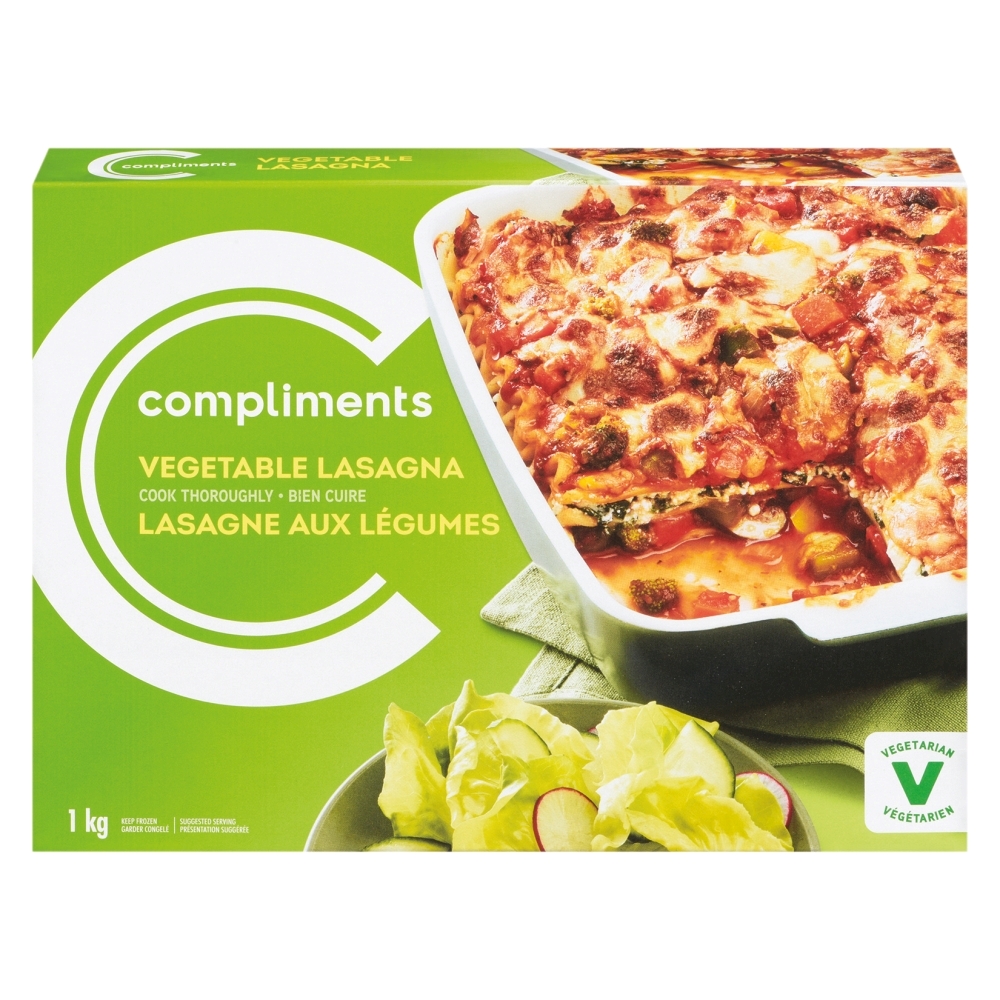 compliments
VEGETABLE
LASAGNA
compliments
VEGETABLE LASAGNA
COOK THOROUGHLY • BIEN CUIRE
LASAGNE AUX LÉGUMES
1 kg
KEEP FROZEN
GARDER CONGELÉ
SUGGESTED SERVING
PRÉSENTATION SUGGÉRÉE
VEGETARIAN
V
VÉGÉTARIEN